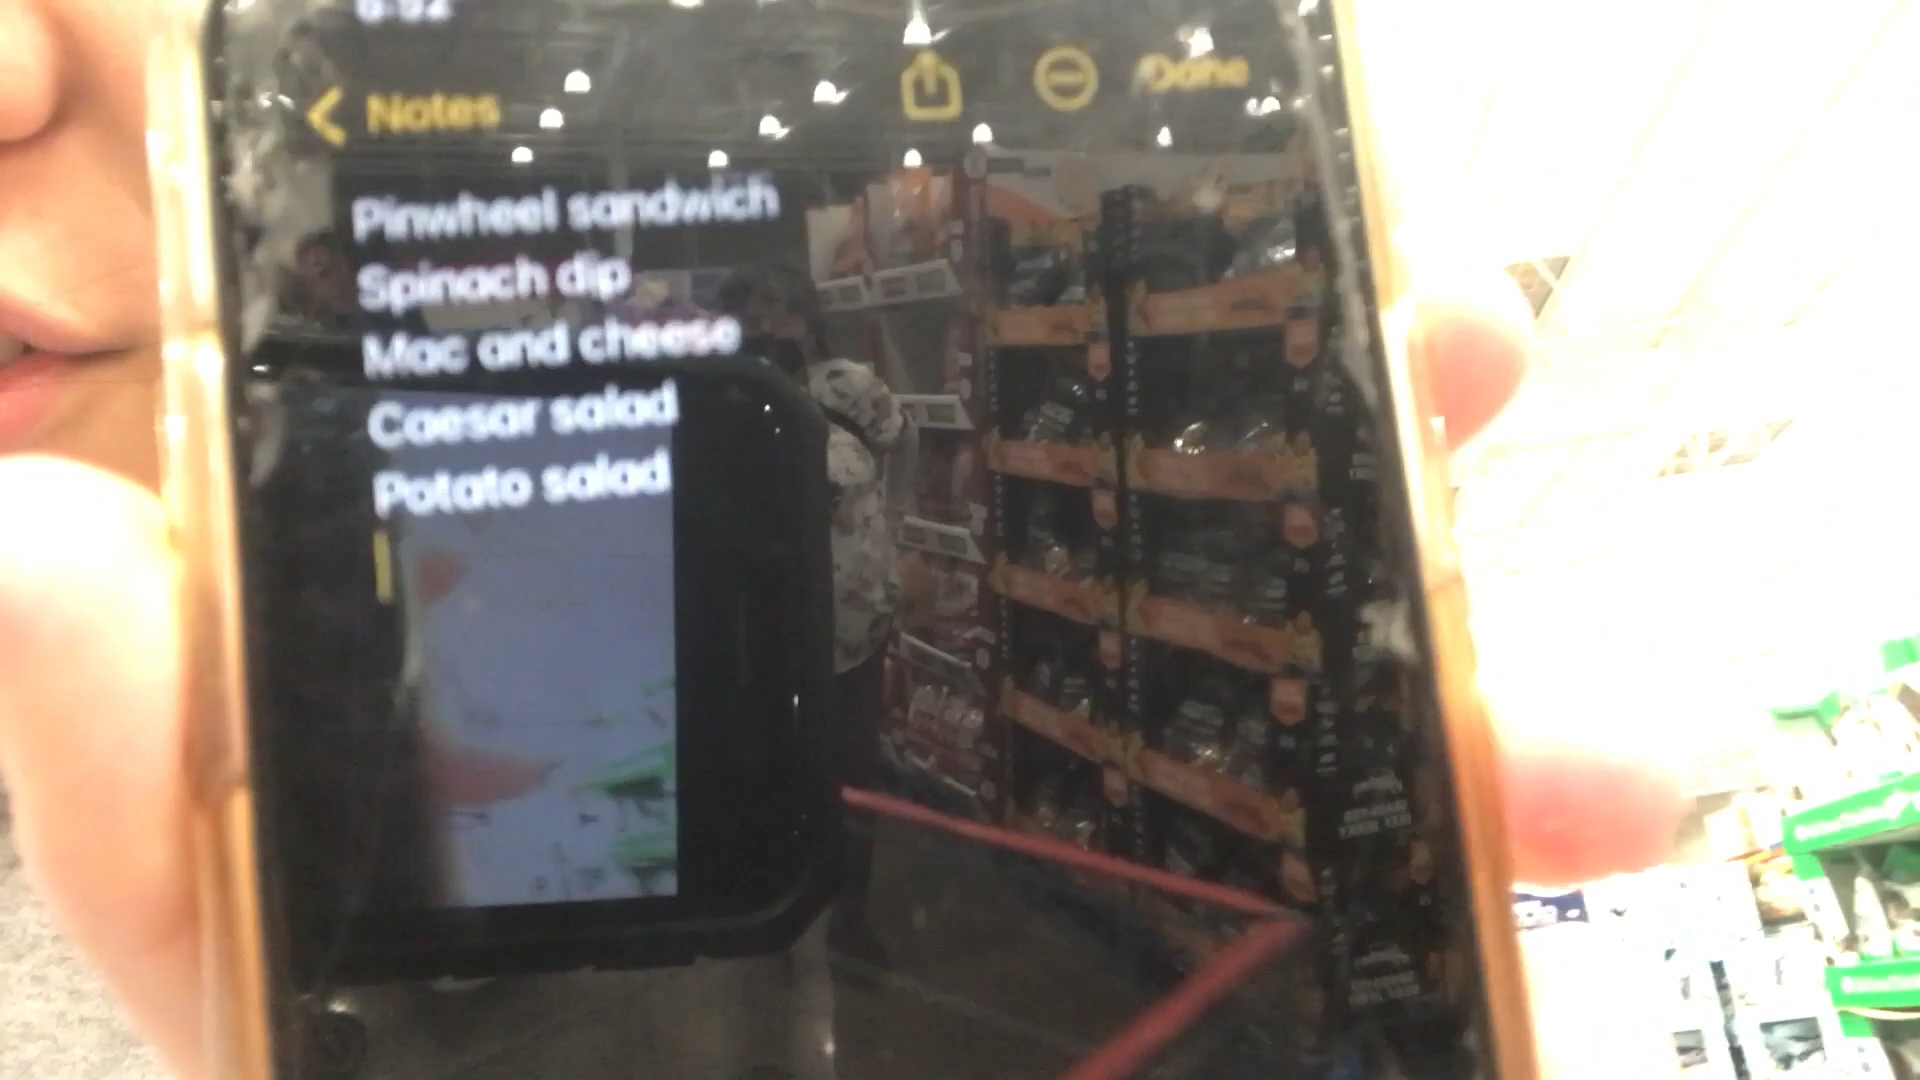 Notes
Done
Pinwheel sandwich
Spinach dip
Mac and cheese
Caesar salad
Potato salad